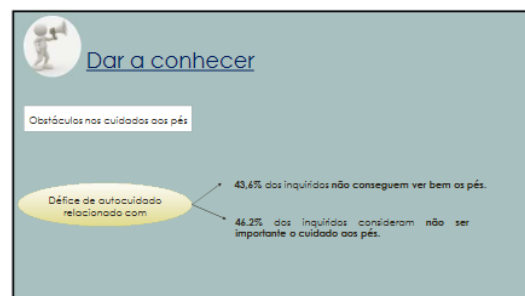 Dar a conhecer
Obstáculos nos cuidados aos pés
43,6% dos inquiridos não conseguem ver bem os pés.
Défice de autocuidado
relacionado com
46.2% dos inquiridos consideram não ser
importante o cuidado aos pés.